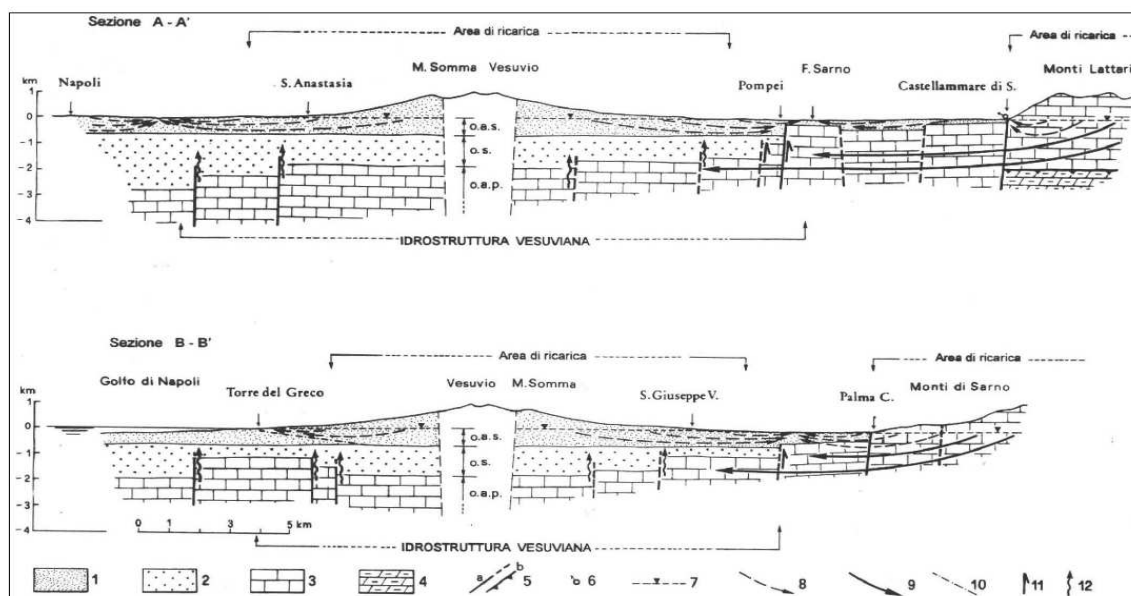 Sezione A - A'
Area di ricarica
Area di ricarica
km
Napoli
S. Anastasia
M. Somma Vesuvio
Pompei
F. Sarno
Castellammare di S.
Monti Lattari
1
0
-1
-2
-3
-4
o.a.s.
o.s.
o.a.p.
IDROSTRUTTURA VESUVIANA
Sezione B - B'
Area di ricarica
Area di ricarica
Golfo di Napoli
Torre del Greco
Vesuvio M. Somma
S. Giuseppe V.
Palma C.
Monti di Sarno
km
1
0
-1
-2
-3
-4
o.a.s.
o.s.
o.a.p.
0 1 3 5 km
IDROSTRUTTURA VESUVIANA
1 2 3 4 a b 5 6 7 8 9 10 11 12